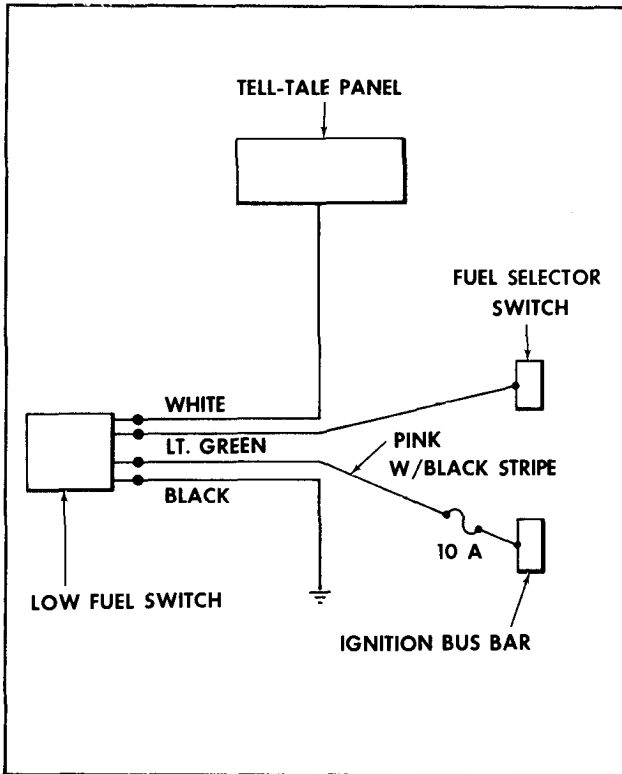 TELL-TALE PANEL
FUEL SELECTOR
SWITCH
WHITE
LT. GREEN
PINK
W/BLACK STRIPE
BLACK
10 A
LOW FUEL SWITCH
IGNITION BUS BAR